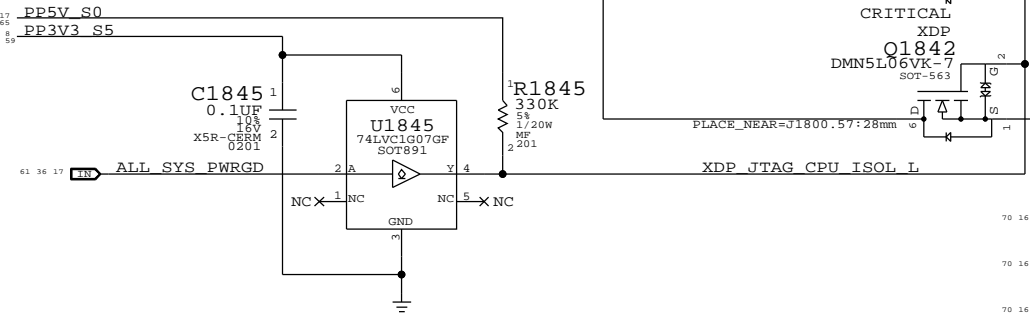 17
65
PP5V_S0
8
59
PP3V3_S5
C1845
0.1UF
10%
16V
X5R-CERM
0201
1
2
6
VCC
U1845
74LVC1G07GF
SOT891
1
R1845
330K
5%
1/20W
MF
201
2
CRITICAL
XDP
Q1842
DMN5L06VK-7
SOT-563
2
G
D
S
6
1
PLACE_NEAR=J1800.57:28mm
61 36 17
IN
ALL_SYS_PWRGD
2
A
Y
4
XDP_JTAG_CPU_ISOL_L
NC
1
NC
NC
5
NC
GND
3
70 16
70 16
70 16